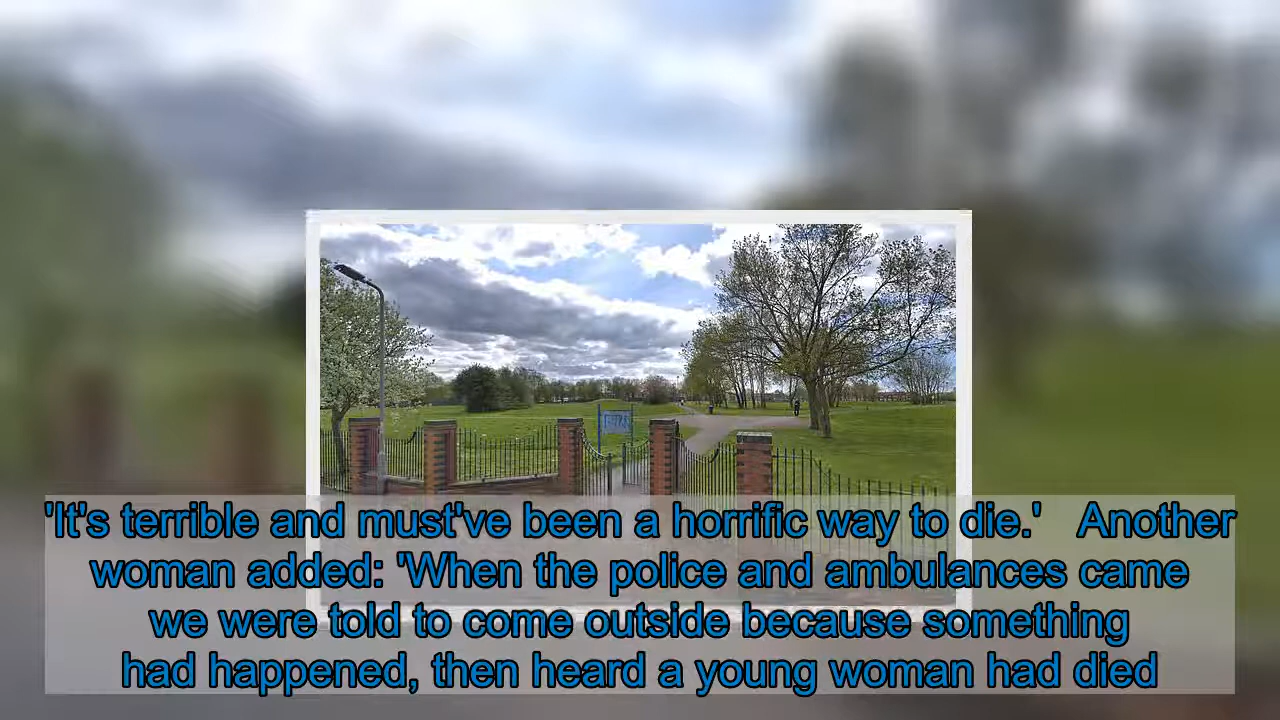 'It's terrible and must've been a horrific way to die.'   Another
woman added: 'When the police and ambulances came
we were told to come outside because something
had happened, then heard a young woman had died